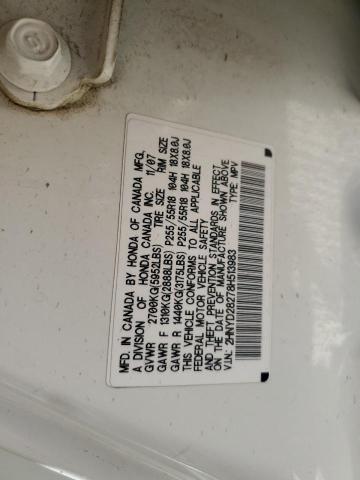 MFD. IN CANADA BY HONDA OF CANADA MFG.,
A DIVISION OF HONDA CANADA INC. 11/07
GVWR 2700KG(5952LBS) TIRE SIZE RIM SIZE
GAWR F 1310KG(2888LBS) P255/55R18 104H 18X8.0J
GAWR R 1440KG(3175LBS) P255/55R18 104H 18X8.0J
THIS VEHICLE CONFORMS TO ALL APPLICABLE
FEDERAL MOTOR VEHICLE SAFETY
AND THEFT PREVENTION STANDARDS IN EFFECT
ON THE DATE OF MANUFACTURE SHOWN ABOVE
V.I.N: 2HNYD28278H513983 TYPE: MPV